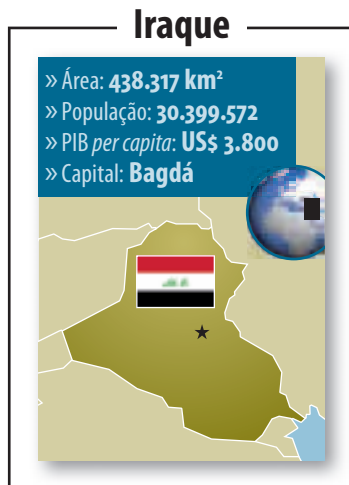 Iraque
» Área: 438.317 km²
» População: 30.399.572
» PIB per capita: US$ 3.800
» Capital: Bagdá